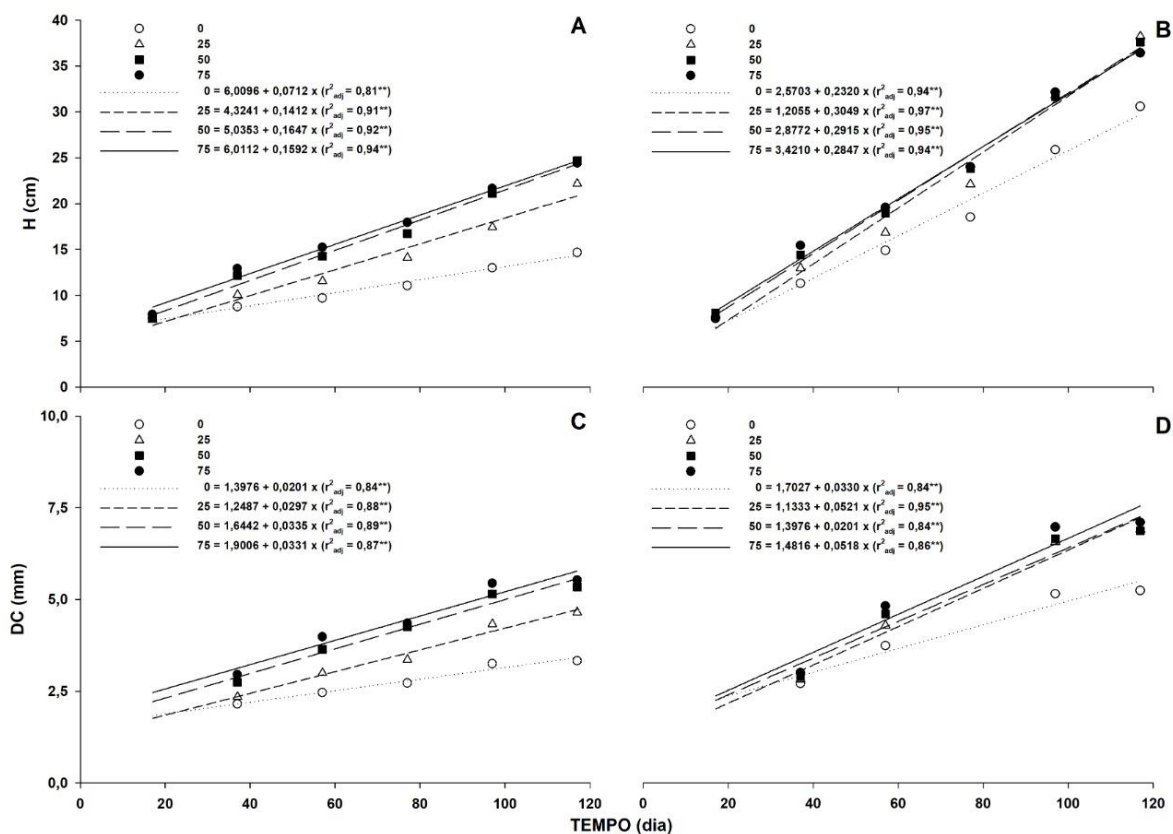 A
0
25
50
75
0 = 6,0096 + 0,0712 x (r²adj = 0,81**)
25 = 4,3241 + 0,1412 x (r²adj = 0,91**)
50 = 5,0353 + 0,1647 x (r²adj = 0,92**)
75 = 6,0112 + 0,1592 x (r²adj = 0,94**)
H (cm)
40
35
30
25
20
15
10
5
0
B
0
25
50
75
0 = 2,5703 + 0,2320 x (r²adj = 0,94**)
25 = 1,2055 + 0,3049 x (r²adj = 0,97**)
50 = 2,8772 + 0,2915 x (r²adj = 0,95**)
75 = 3,4210 + 0,2847 x (r²adj = 0,94**)
C
0
25
50
75
0 = 1,3976 + 0,0201 x (r²adj = 0,84**)
25 = 1,2487 + 0,0297 x (r²adj = 0,88**)
50 = 1,6442 + 0,0335 x (r²adj = 0,89**)
75 = 1,9006 + 0,0331 x (r²adj = 0,87**)
DC (mm)
10,0
7,5
5,0
2,5
0,0
0 20 40 60 80 100 120
D
0
25
50
75
0 = 1,7027 + 0,0330 x (r²adj = 0,84**)
25 = 1,1333 + 0,0521 x (r²adj = 0,95**)
50 = 1,3976 + 0,0201 x (r²adj = 0,84**)
75 = 1,4816 + 0,0518 x (r²adj = 0,86**)
0 20 40 60 80 100 120
TEMPO (dia)